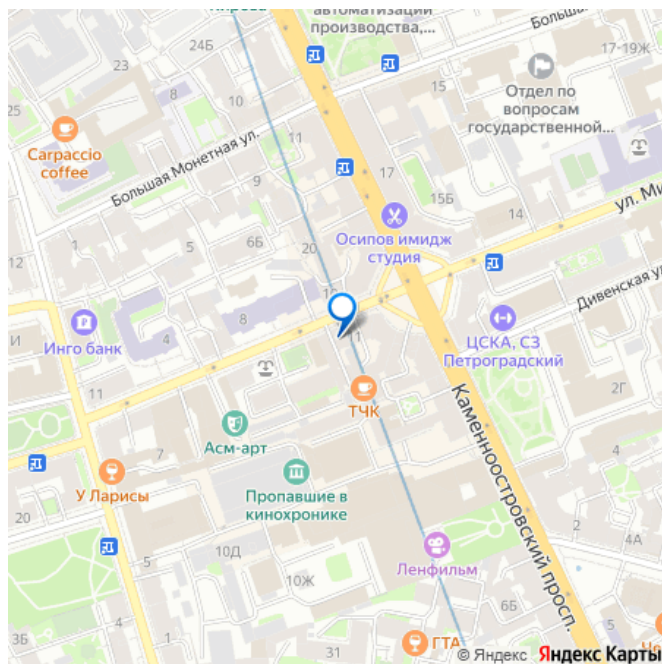 автоматизации
производства,...
Большая
24Б
23
17-19Ж
8
10
Отдел по
вопросам
государственной...
25
Carpaccio
coffee
Большая Монетная ул.
11
9
17
15Б
14
ул. Ми
1
5
6Б
20
Осипов имидж
студия
12
Дивенская ул
Инго банк
4
8
11
ЦСКА, СЗ
Петроградский
И
11
2Г
ТЧК
Каменноостровский просп.
Асм-арт
7
4
У Ларисы
Пропавшие в
кинохронике
2
5
10Д
Ленфильм
4А
1
10Ж
6Б
3Б
31
ГТА
© Яндекс Яндекс Карты